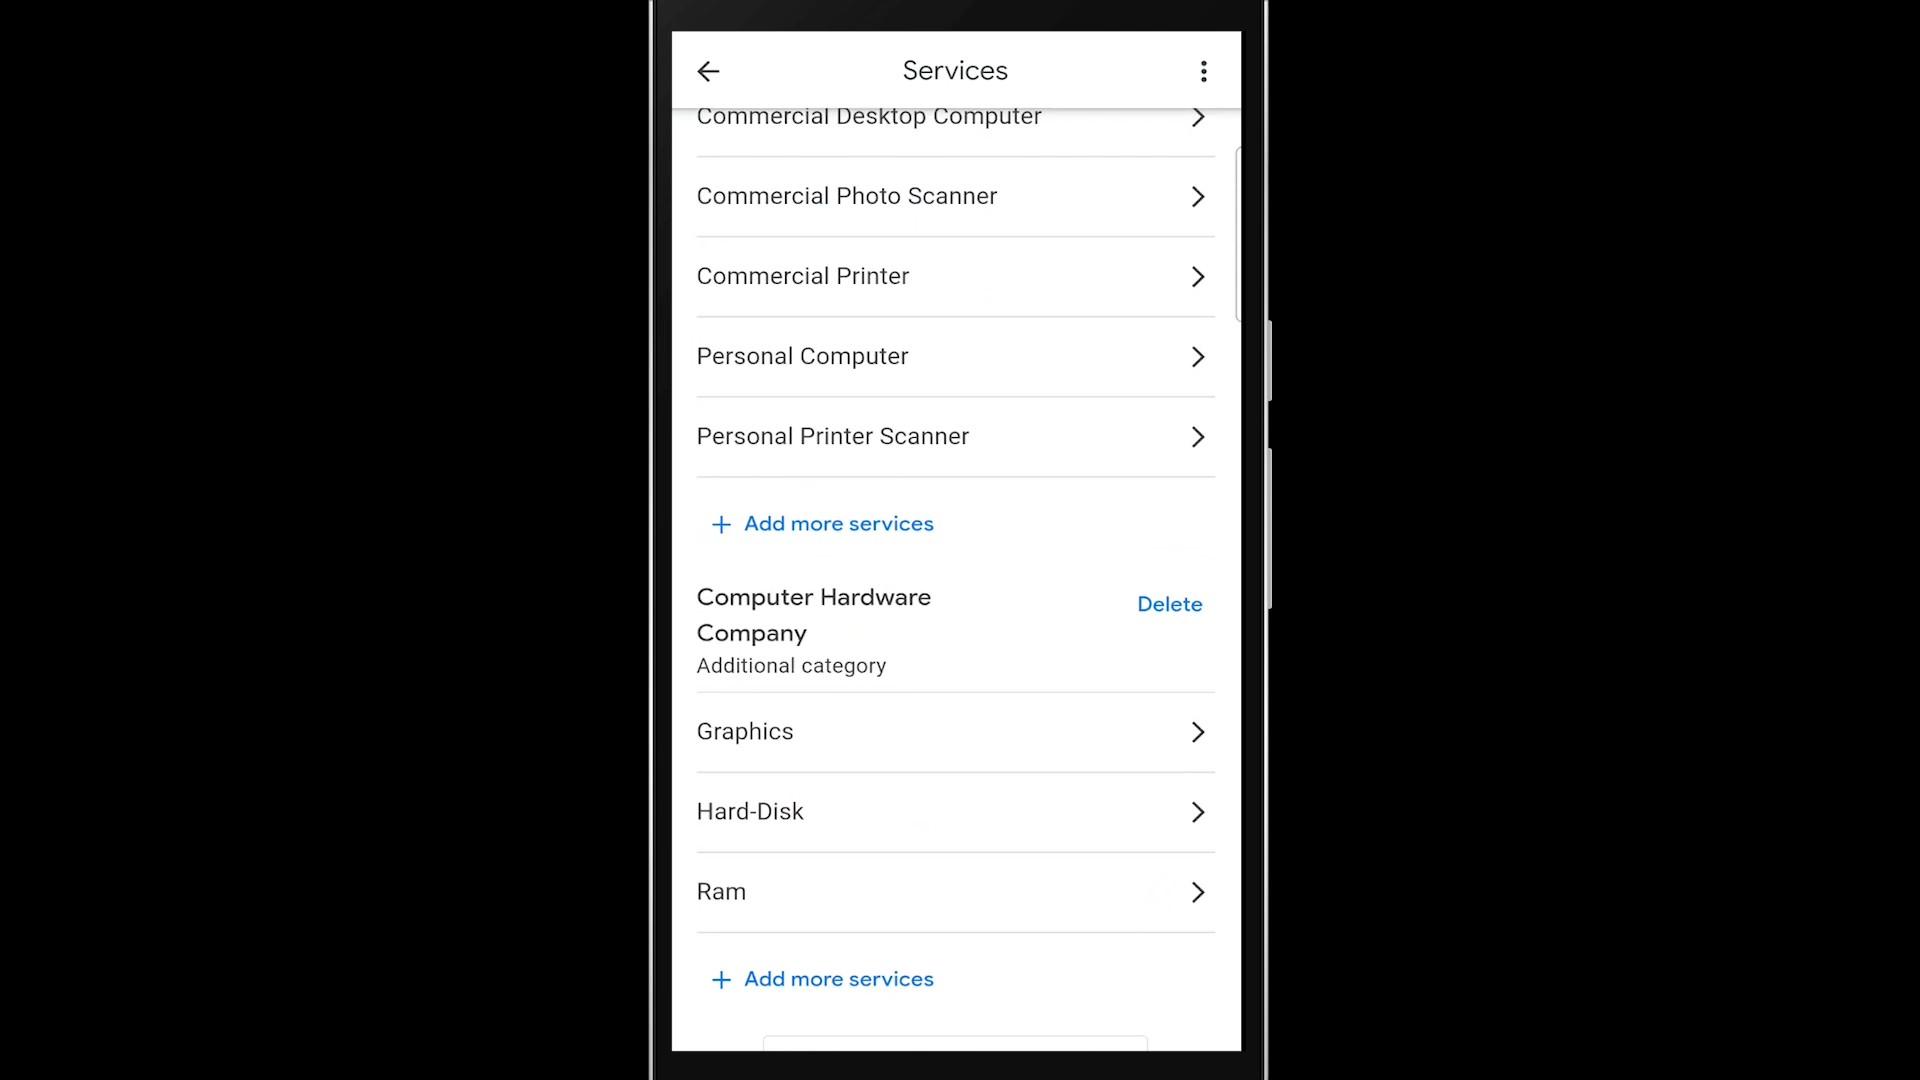 Services
Commercial Desktop Computer
Commercial Photo Scanner
Commercial Printer
Personal Computer
Personal Printer Scanner
+ Add more services
Computer Hardware
Company
Delete
Additional category
Graphics
Hard-Disk
Ram
+ Add more services